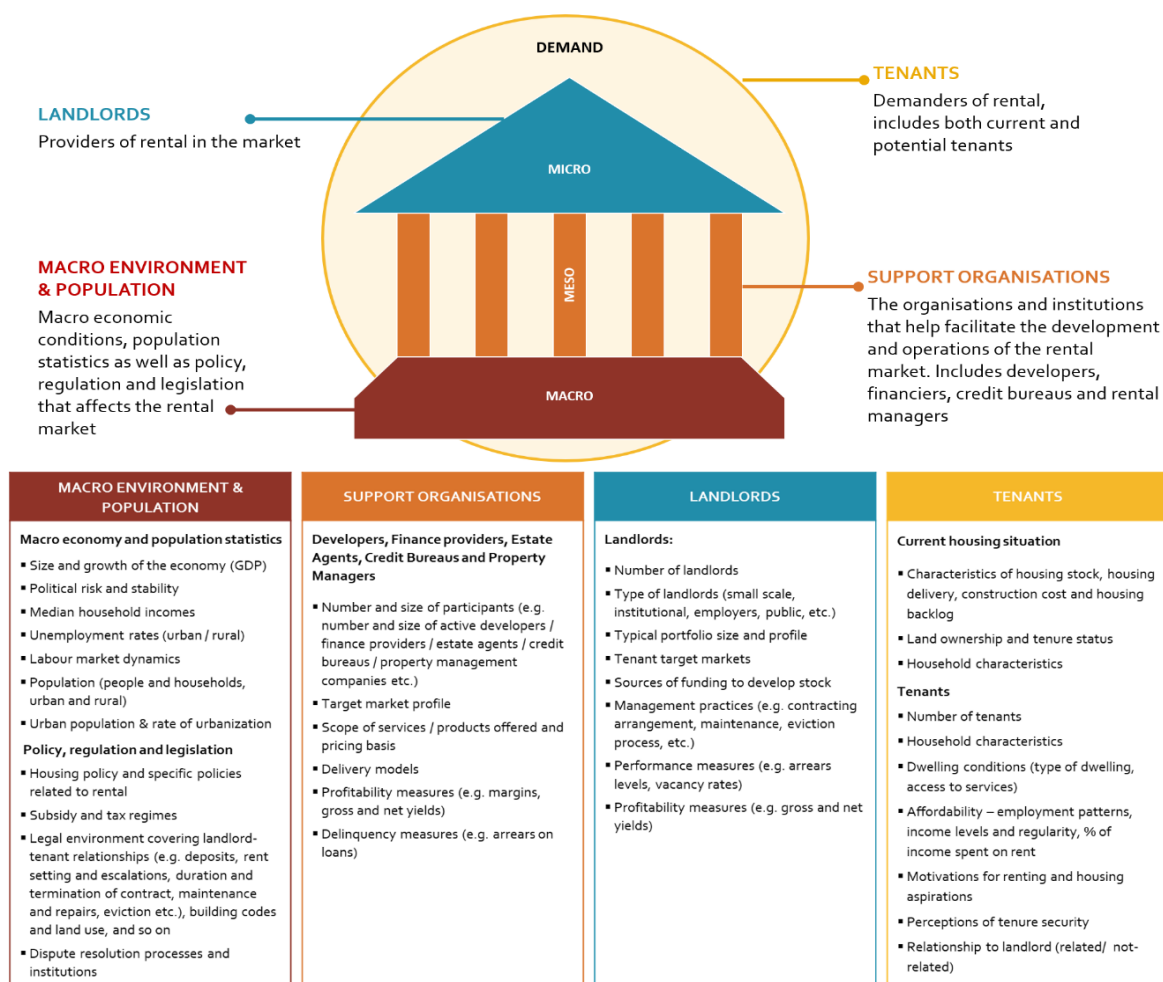 DEMAND
TENANTS
Demanders of rental,
includes both current and
potential tenants
LANDLORDS
Providers of rental in the market
MICRO
MACRO ENVIRONMENT
& POPULATION
Macro economic
conditions, population
statistics as well as policy,
regulation and legislation
that affects the rental
market
MESO
SUPPORT ORGANISATIONS
The organisations and institutions
that help facilitate the development
and operations of the rental
market. Includes developers,
financiers, credit bureaus and rental
managers
MACRO
MACRO ENVIRONMENT &
POPULATION
Macro economy and population statistics
▪ Size and growth of the economy (GDP)
▪ Political risk and stability
▪ Median household incomes
▪ Unemployment rates (urban / rural)
▪ Labour market dynamics
▪ Population (people and households,
urban and rural)
▪ Urban population & rate of urbanization
Policy, regulation and legislation
▪ Housing policy and specific policies
related to rental
▪ Subsidy and tax regimes
▪ Legal environment covering landlord-
tenant relationships (e.g. deposits, rent
setting and escalations, duration and
termination of contract, maintenance
and repairs, eviction etc.), building codes
and land use, and so on
▪ Dispute resolution processes and
institutions
SUPPORT ORGANISATIONS
Developers, Finance providers, Estate
Agents, Credit Bureaus and Property
Managers
▪ Number and size of participants (e.g.
number and size of active developers /
finance providers / estate agents / credit
bureaus / property management
companies etc.)
▪ Target market profile
▪ Scope of services / products offered and
pricing basis
▪ Delivery models
▪ Profitability measures (e.g. margins,
gross and net yields)
▪ Delinquency measures (e.g. arrears on
loans)
LANDLORDS
Landlords:
▪ Number of landlords
▪ Type of landlords (small scale,
institutional, employers, public, etc.)
▪ Typical portfolio size and profile
▪ Tenant target markets
▪ Sources of funding to develop stock
▪ Management practices (e.g. contracting
arrangement, maintenance, eviction
process, etc.)
▪ Performance measures (e.g. arrears
levels, vacancy rates)
▪ Profitability measures (e.g. gross and net
yields)
TENANTS
Current housing situation
▪ Characteristics of housing stock, housing
delivery, construction cost and housing
backlog
▪ Land ownership and tenure status
▪ Household characteristics
Tenants
▪ Number of tenants
▪ Household characteristics
▪ Dwelling conditions (type of dwelling,
access to services)
▪ Affordability – employment patterns,
income levels and regularity, % of
income spent on rent
▪ Motivations for renting and housing
aspirations
▪ Perceptions of tenure security
▪ Relationship to landlord (related/ not-
related)